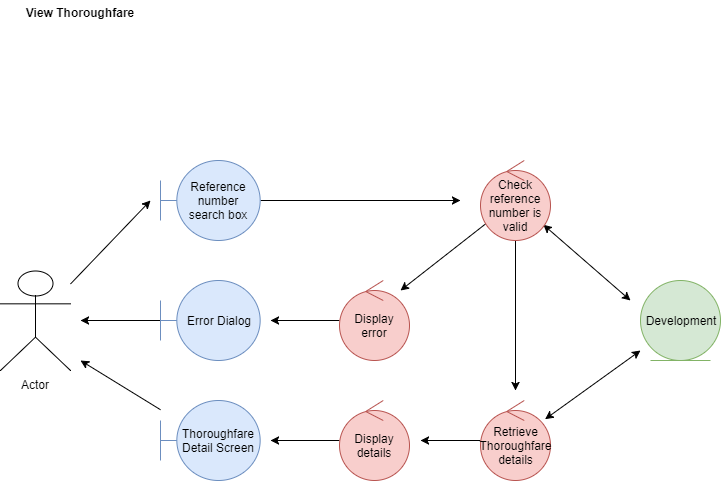 View Thoroughfare
Reference
number
search box
Check
reference
number is
valid
Error Dialog
Display
error
Development
Actor
Thoroughfare
Detail Screen
Display
details
Retrieve
Thoroughfare
details